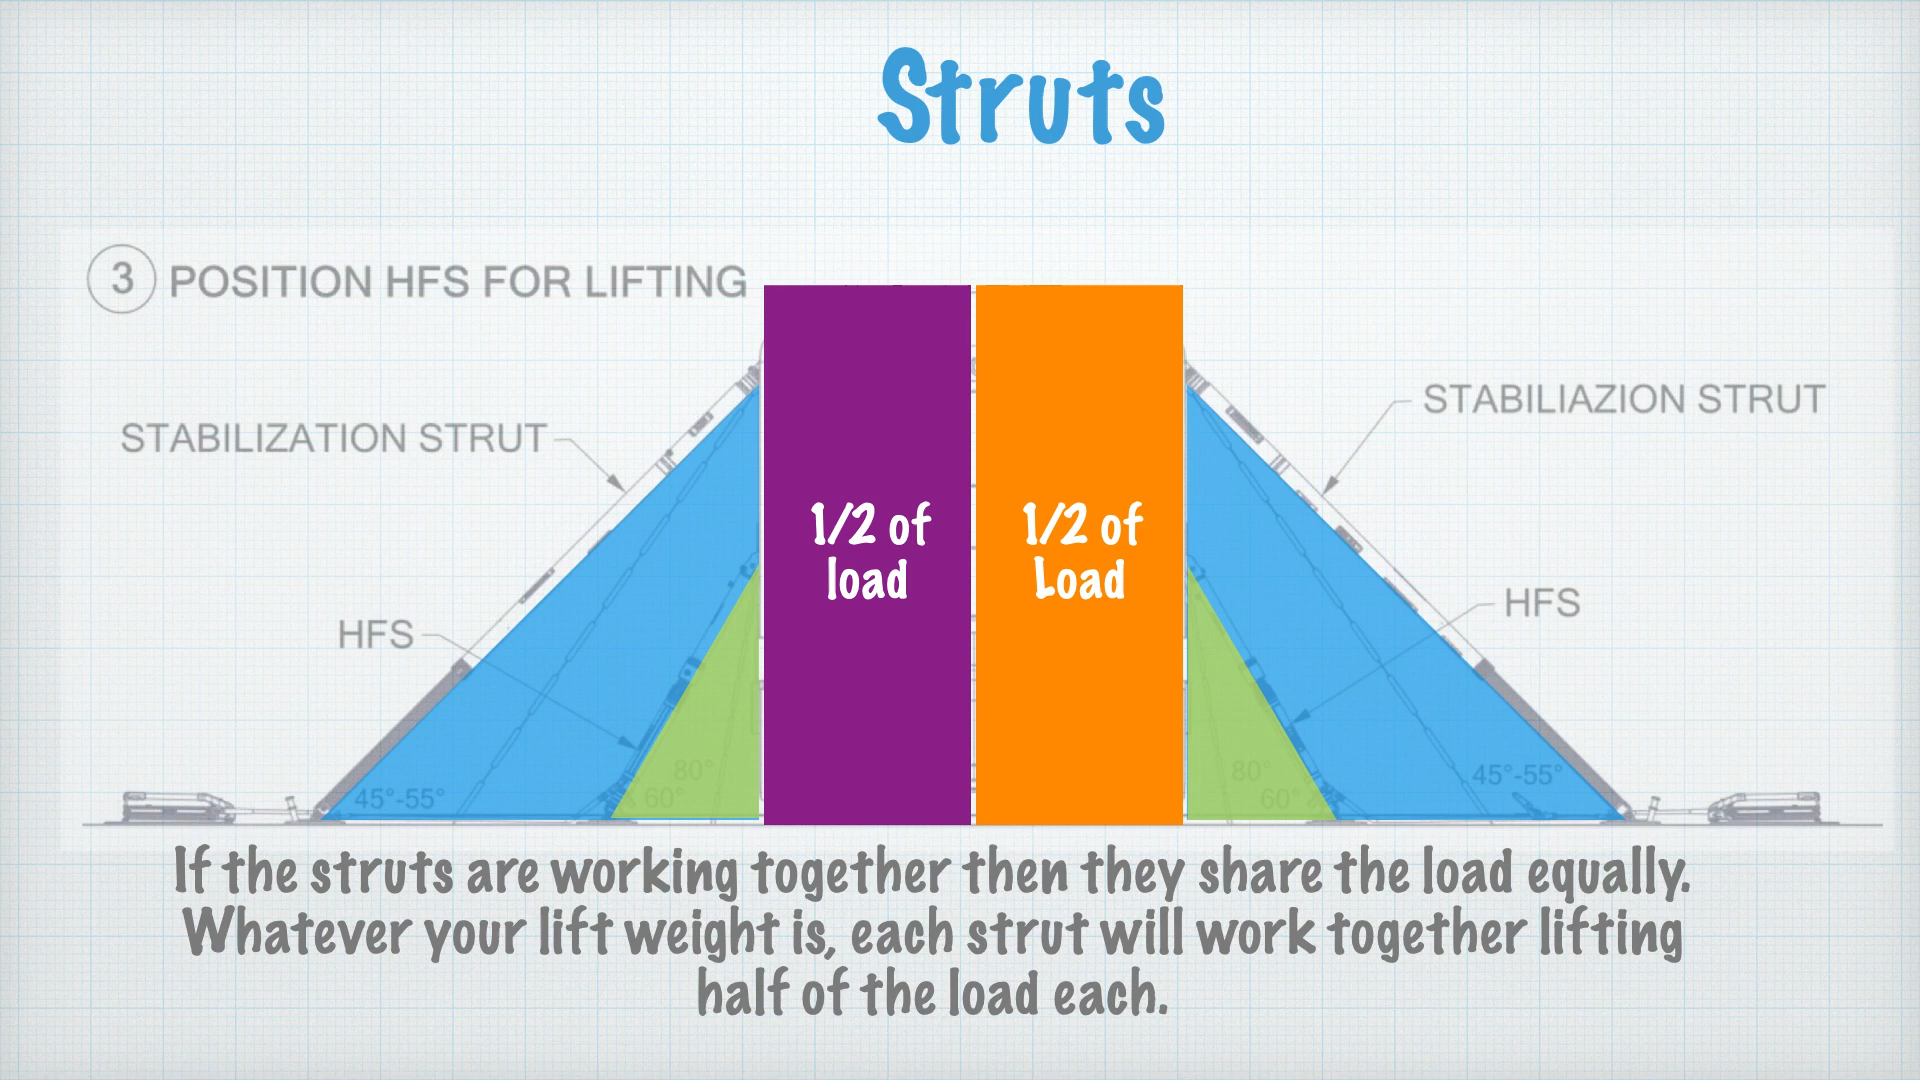 Struts
3 POSITION HFS FOR LIFTING
STABILIZATION STRUT
STABILIAZION STRUT
HFS
HFS
1/2 of
load
1/2 of
Load
80°
60°
45°-55°
80°
60°
45°-55°
If the struts are working together then they share the load equally.
Whatever your lift weight is, each strut will work together lifting
half of the load each.